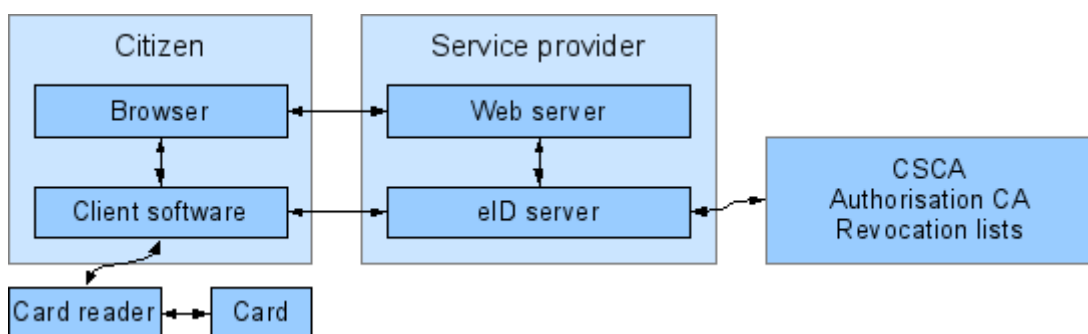 Citizen
Service provider
Browser
Web server
Client software
eID server
CSCA
Authorisation CA
Revocation lists
Card reader
Card